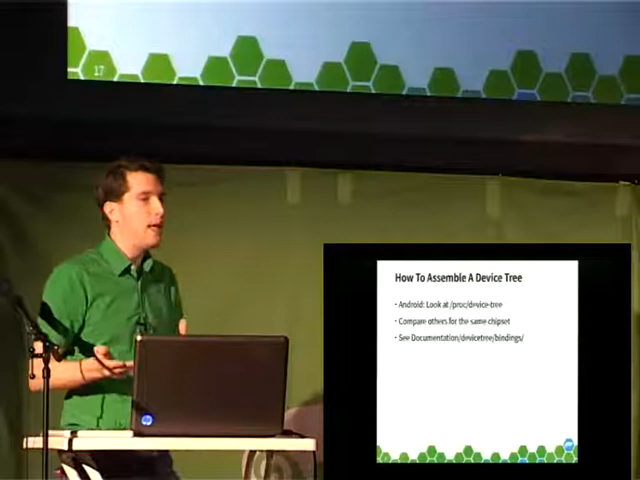 17
How To Assemble A Device Tree
• Android: Look at /proc/device-tree
• Compare others for the same chipset
• See Documentation/devicetree/bindings/
hp